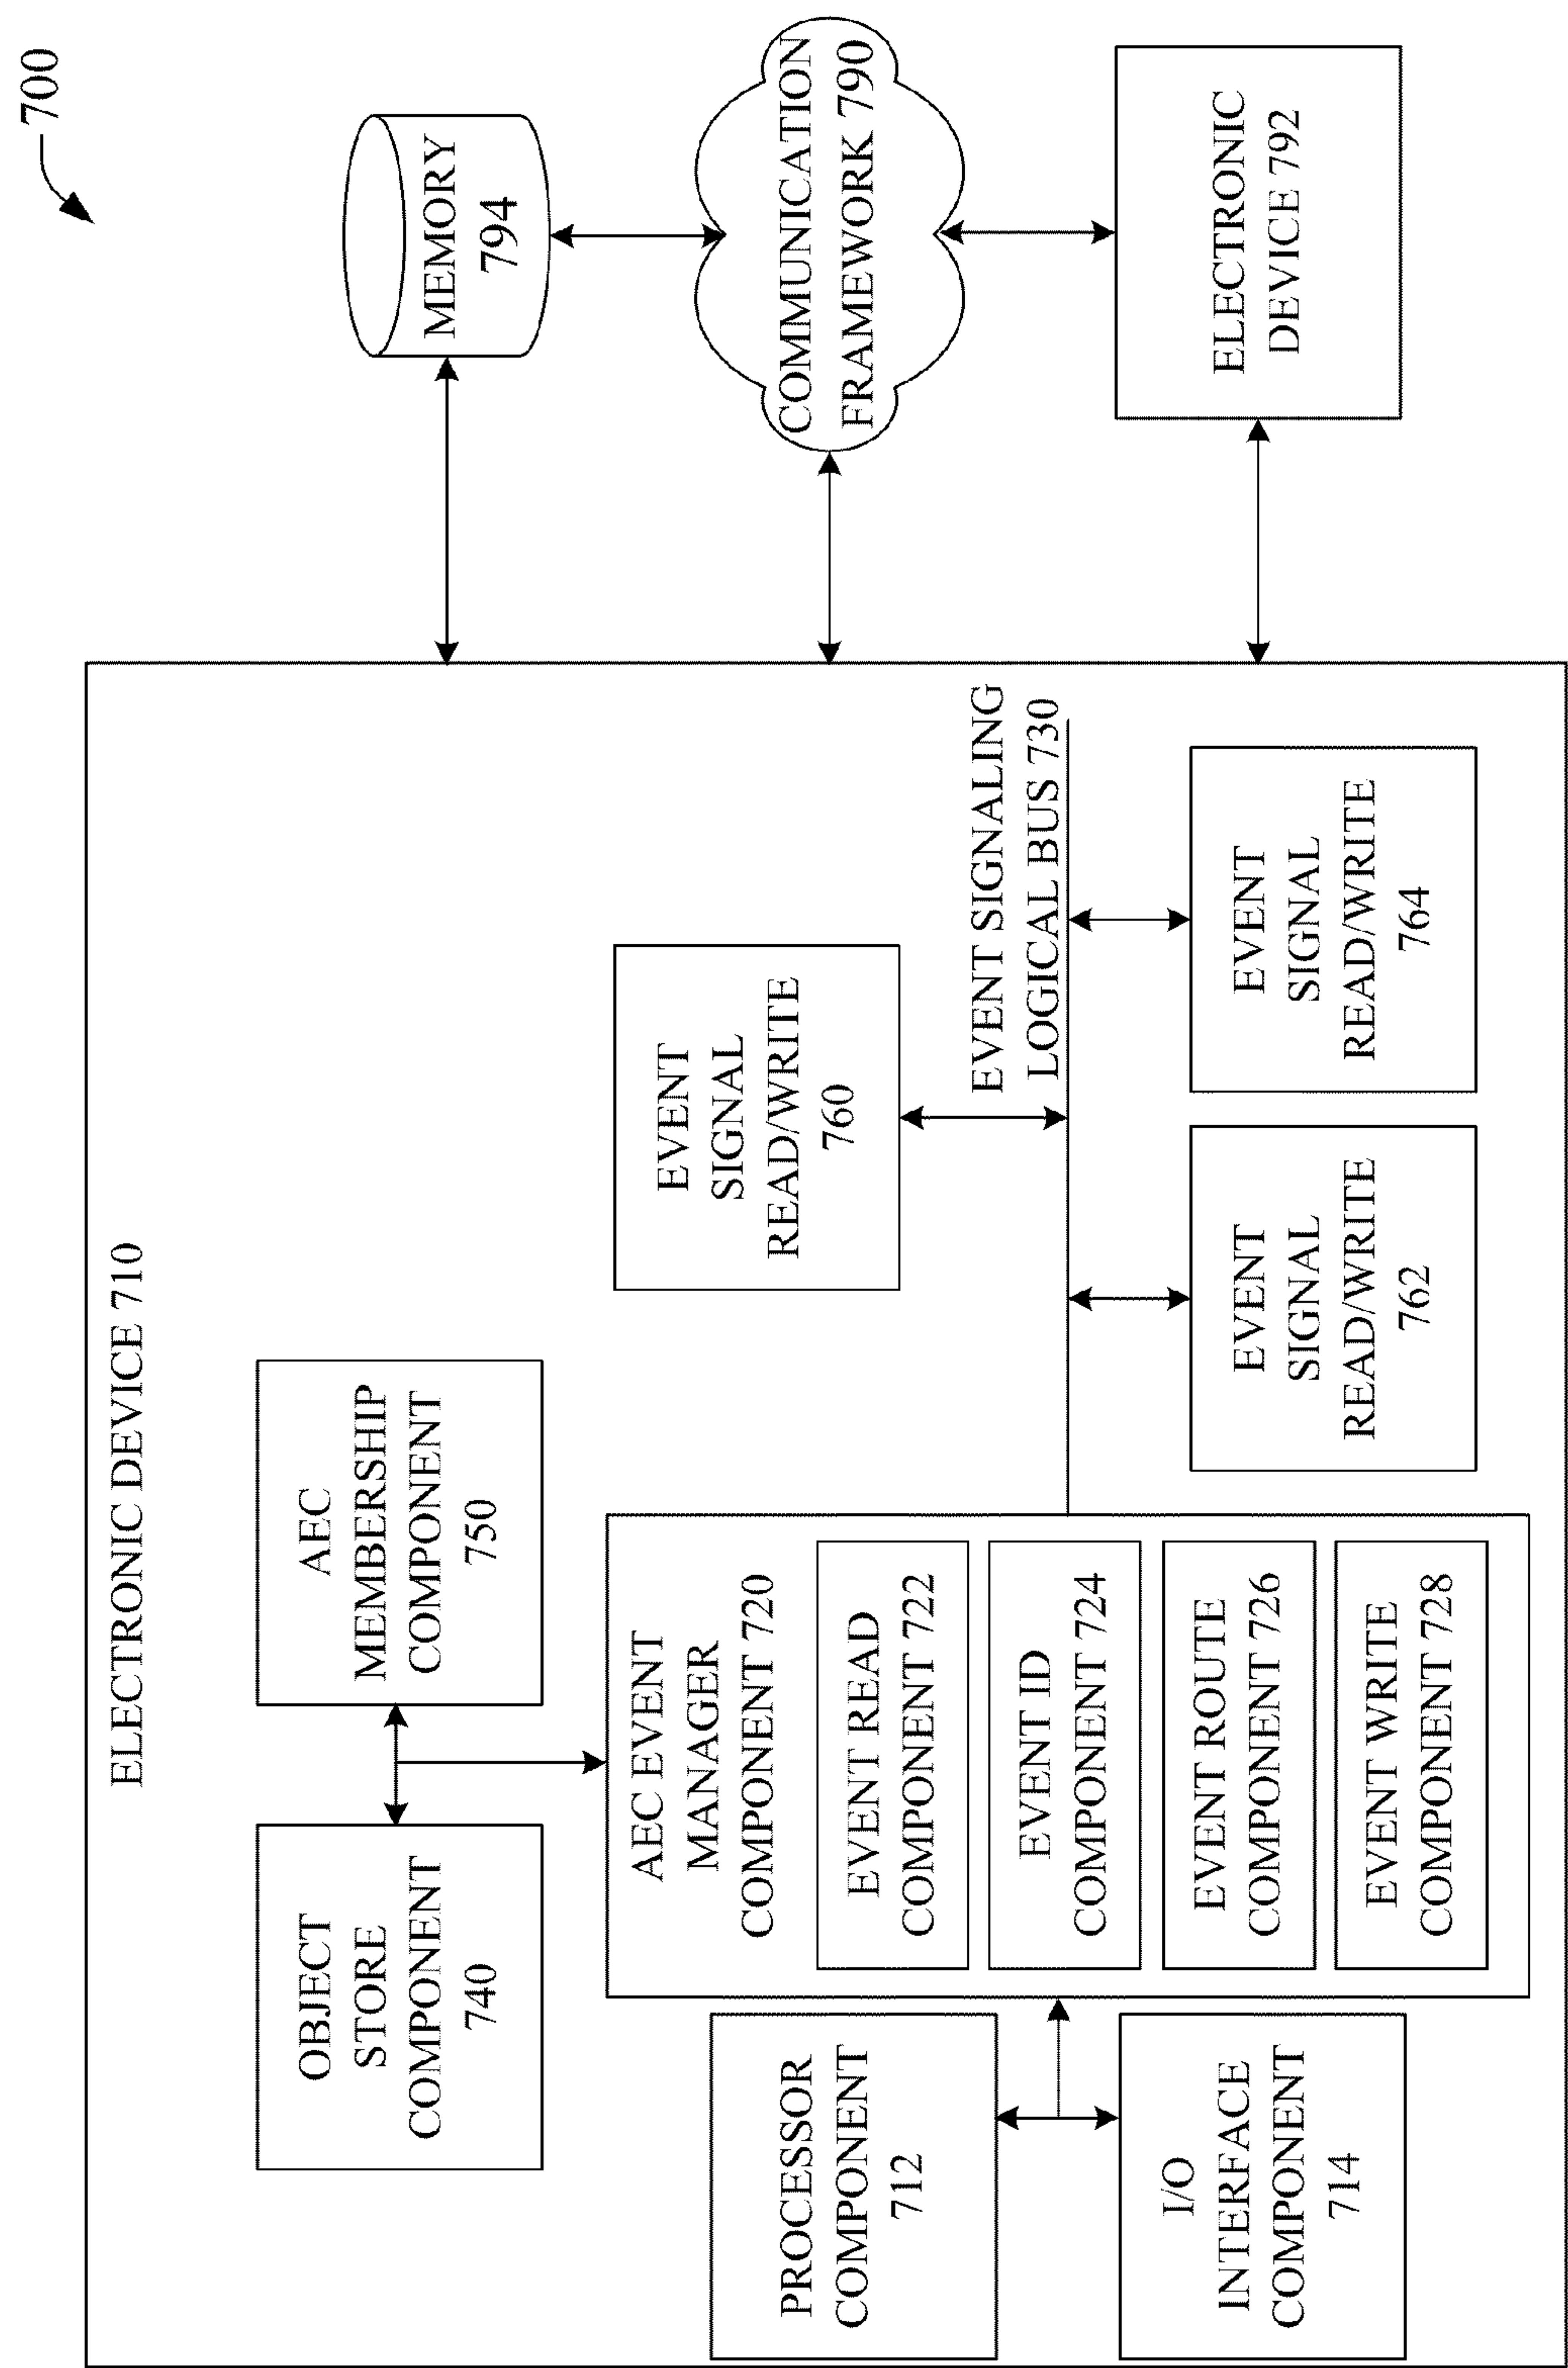 700
ELECTRONIC DEVICE 710
OBJECT
STORE
COMPONENT
740
AEC
MEMBERSHIP
COMPONENT
750
MEMORY
794
PROCESSOR
COMPONENT
712
I/O
INTERFACE
COMPONENT
714
AEC EVENT
MANAGER
COMPONENT 720
EVENT READ
COMPONENT 722
EVENT ID
COMPONENT 724
EVENT ROUTE
COMPONENT 726
EVENT WRITE
COMPONENT 728
EVENT
SIGNAL
READ/WRITE
760
EVENT SIGNALING
LOGICAL BUS 730
EVENT
SIGNAL
READ/WRITE
762
EVENT
SIGNAL
READ/WRITE
764
COMMUNICATION
FRAMEWORK 790
ELECTRONIC
DEVICE 792